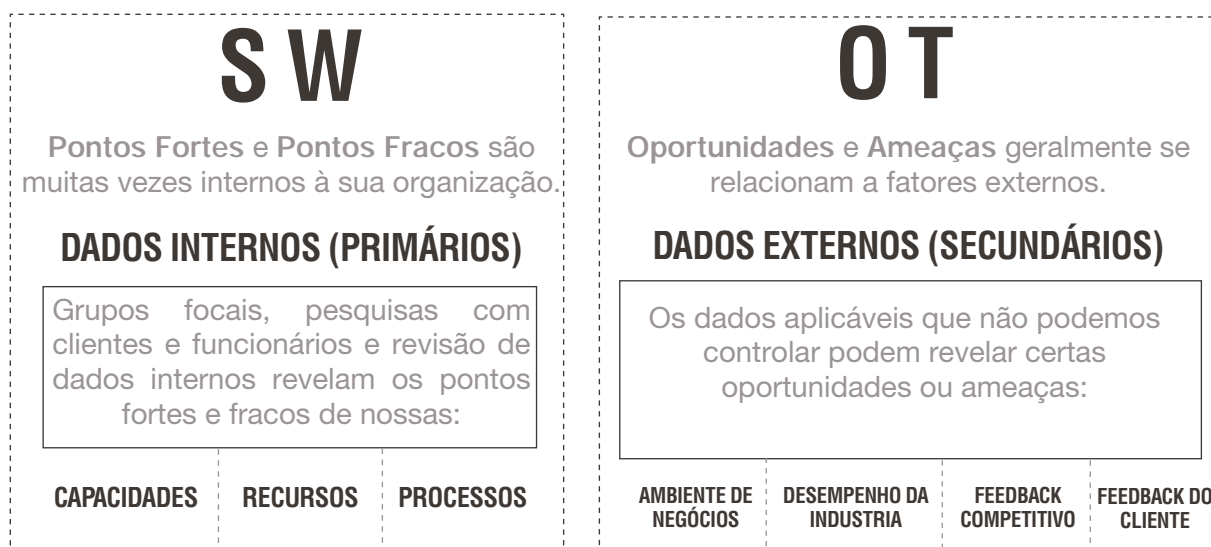 S W
Pontos Fortes e Pontos Fracos são
muitas vezes internos à sua organização.
DADOS INTERNOS (PRIMÁRIOS)
Grupos focais, pesquisas com
clientes e funcionários e revisão de
dados internos revelam os pontos
fortes e fracos de nossas:
CAPACIDADES
RECURSOS
PROCESSOS
O T
Oportunidades e Ameaças geralmente se
relacionam a fatores externos.
DADOS EXTERNOS (SECUNDÁRIOS)
Os dados aplicáveis que não podemos
controlar podem revelar certas
oportunidades ou ameaças:
AMBIENTE DE
NEGÓCIOS
DESEMPENHO DA
INDUSTRIA
FEEDBACK
COMPETITIVO
FEEDBACK DO
CLIENTE